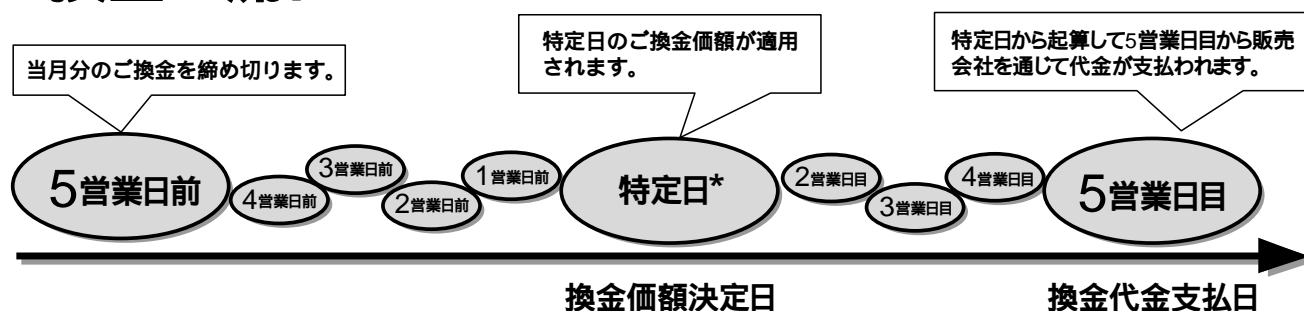 当月分のご換金を締め切ります。
特定日のご換金価額が適用
されます。
特定日から起算して5営業日目から販売
会社を通じて代金が支払われます。
5営業日前
4営業日前
3営業日前
2営業日前
1営業日前
特定日*
2営業日目
3営業日目
4営業日目
5営業日目
換金価額決定日
換金代金支払日